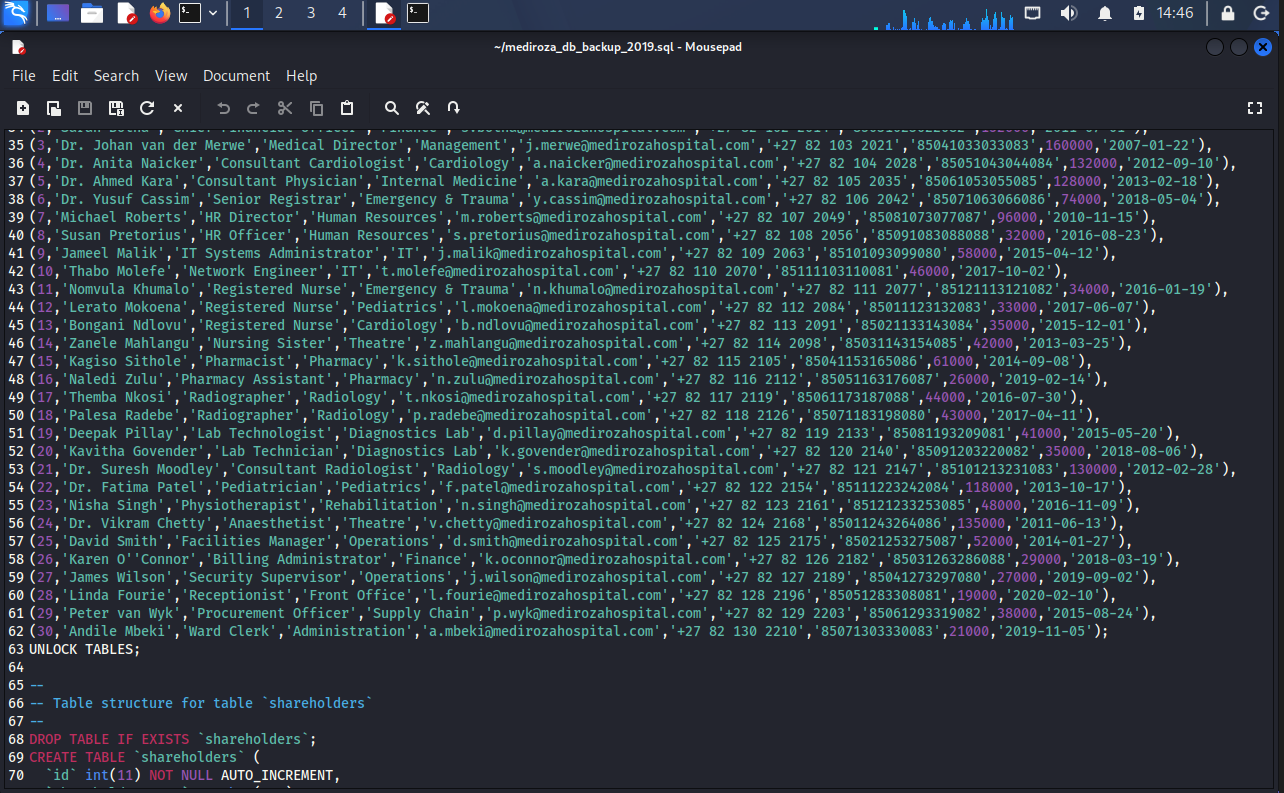 1 2 3 4 14:46
~/mediroza_db_backup_2019.sql - Mousepad
File Edit Search View Document Help
35 (3,'Dr. Johan van der Merwe','Medical Director','Management','j.merwe@medirozahospital.com','+27 82 103 2021','85041033033083',160000,'2007-01-22'),
36 (4,'Dr. Anita Naicker','Consultant Cardiologist','Cardiology','a.naicker@medirozahospital.com','+27 82 104 2028','85051043044084',132000,'2012-09-10'),
37 (5,'Dr. Ahmed Kara','Consultant Physician','Internal Medicine','a.kara@medirozahospital.com','+27 82 105 2035','85061053055085',128000,'2013-02-18'),
38 (6,'Dr. Yusuf Cassim','Senior Registrar','Emergency & Trauma','y.cassim@medirozahospital.com','+27 82 106 2042','85071063066086',74000,'2018-05-04'),
39 (7,'Michael Roberts','HR Director','Human Resources','m.roberts@medirozahospital.com','+27 82 107 2049','85081073077087',96000,'2010-11-15'),
40 (8,'Susan Pretorius','HR Officer','Human Resources','s.pretorius@medirozahospital.com','+27 82 108 2056','85091083088088',32000,'2016-08-23'),
41 (9,'Jameel Malik','IT Systems Administrator','IT','j.malik@medirozahospital.com','+27 82 109 2063','85101093099080',58000,'2015-04-12'),
42 (10,'Thabo Molefe','Network Engineer','IT','t.molefe@medirozahospital.com','+27 82 110 2070','85111103110081',46000,'2017-10-02'),
43 (11,'Nomvula Khumalo','Registered Nurse','Emergency & Trauma','n.khumalo@medirozahospital.com','+27 82 111 2077','85121113121082',34000,'2016-01-19'),
44 (12,'Lerato Mokoena','Registered Nurse','Pediatrics','l.mokoena@medirozahospital.com','+27 82 112 2084','85011123132083',33000,'2017-06-07'),
45 (13,'Bongani Ndlovu','Registered Nurse','Cardiology','b.ndlovu@medirozahospital.com','+27 82 113 2091','85021133143084',35000,'2015-12-01'),
46 (14,'Zanele Mahlangu','Nursing Sister','Theatre','z.mahlangu@medirozahospital.com','+27 82 114 2098','85031143154085',42000,'2013-03-25'),
47 (15,'Kagiso Sithole','Pharmacist','Pharmacy','k.sithole@medirozahospital.com','+27 82 115 2105','85041153165086',61000,'2014-09-08'),
48 (16,'Naledi Zulu','Pharmacy Assistant','Pharmacy','n.zulu@medirozahospital.com','+27 82 116 2112','85051163176087',26000,'2019-02-14'),
49 (17,'Themba Nkosi','Radiographer','Radiology','t.nkosi@medirozahospital.com','+27 82 117 2119','85061173187088',44000,'2016-07-30'),
50 (18,'Palesa Radebe','Radiographer','Radiology','p.radebe@medirozahospital.com','+27 82 118 2126','85071183198080',43000,'2017-04-11'),
51 (19,'Deepak Pillay','Lab Technologist','Diagnostics Lab','d.pillay@medirozahospital.com','+27 82 119 2133','85081193209081',41000,'2015-05-20'),
52 (20,'Kavitha Govender','Lab Technician','Diagnostics Lab','k.govender@medirozahospital.com','+27 82 120 2140','85091203220082',35000,'2018-08-06'),
53 (21,'Dr. Suresh Moodley','Consultant Radiologist','Radiology','s.moodley@medirozahospital.com','+27 82 121 2147','85101213231083',130000,'2012-02-28'),
54 (22,'Dr. Fatima Patel','Pediatrician','Pediatrics','f.patel@medirozahospital.com','+27 82 122 2154','85111223242084',118000,'2013-10-17'),
55 (23,'Nisha Singh','Physiotherapist','Rehabilitation','n.singh@medirozahospital.com','+27 82 123 2161','85121233253085',48000,'2016-11-09'),
56 (24,'Dr. Vikram Chetty','Anaesthetist','Theatre','v.chetty@medirozahospital.com','+27 82 124 2168','85011243264086',135000,'2011-06-13'),
57 (25,'David Smith','Facilities Manager','Operations','d.smith@medirozahospital.com','+27 82 125 2175','85021253275087',52000,'2014-01-27'),
58 (26,'Karen O''Connor','Billing Administrator','Finance','k.oconnor@medirozahospital.com','+27 82 126 2182','85031263286088',29000,'2018-03-19'),
59 (27,'James Wilson','Security Supervisor','Operations','j.wilson@medirozahospital.com','+27 82 127 2189','85041273297080',27000,'2019-09-02'),
60 (28,'Linda Fourie','Receptionist','Front Office','l.fourie@medirozahospital.com','+27 82 128 2196','85051283308081',19000,'2020-02-10'),
61 (29,'Peter van Wyk','Procurement Officer','Supply Chain','p.wyk@medirozahospital.com','+27 82 129 2203','85061293319082',38000,'2015-08-24'),
62 (30,'Andile Mbeki','Ward Clerk','Administration','a.mbeki@medirozahospital.com','+27 82 130 2210','85071303330083',21000,'2019-11-05');
63 UNLOCK TABLES;
64
65 --
66 -- Table structure for table `shareholders`
67 --
68 DROP TABLE IF EXISTS `shareholders`;
69 CREATE TABLE `shareholders` (
70 `id` int(11) NOT NULL AUTO_INCREMENT,